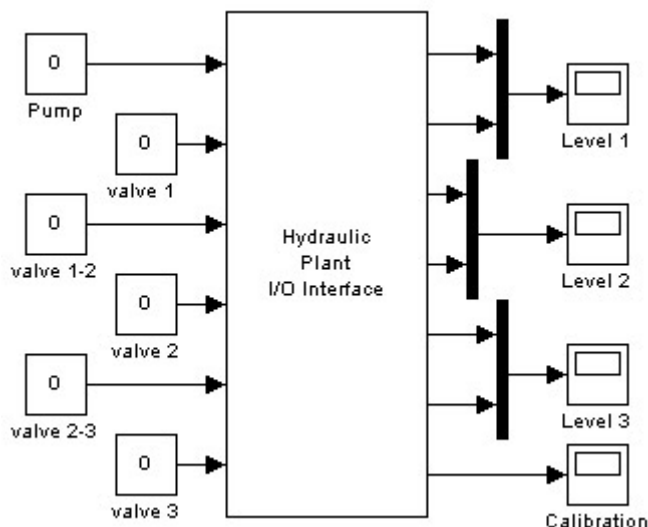 0
Pump
0
valve 1
0
valve 1-2
0
valve 2
0
valve 2-3
0
valve 3
Hydraulic
Plant
I/O Interface
Level 1
Level 2
Level 3
Calibration